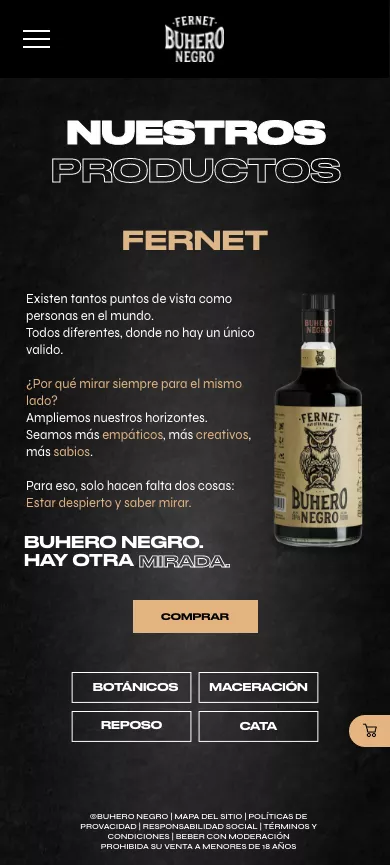 ·FERNET·
BUHERO
NEGRO
NUESTROS
PRODUCTOS
FERNET
Existen tantos puntos de vista como
personas en el mundo.
Todos diferentes, donde no hay un único
valido.
¿Por qué mirar siempre para el mismo
lado?
Ampliemos nuestros horizontes.
Seamos más empáticos, más creativos,
más sabios.
Para eso, solo hacen falta dos cosas:
Estar despierto y saber mirar.
BUHERO
NEGRO
·FERNET·
BUHERO
NEGRO
BUHERO NEGRO.
HAY OTRA MIRADA.
COMPRAR
BOTÁNICOS
MACERACIÓN
REPOSO
CATA
©BUHERO NEGRO | MAPA DEL SITIO | POLÍTICAS DE
PROVACIDAD | RESPONSABILIDAD SOCIAL | TÉRMINOS Y
CONDICIONES | BEBER CON MODERACIÓN
PROHIBIDA SU VENTA A MENORES DE 18 AÑOS